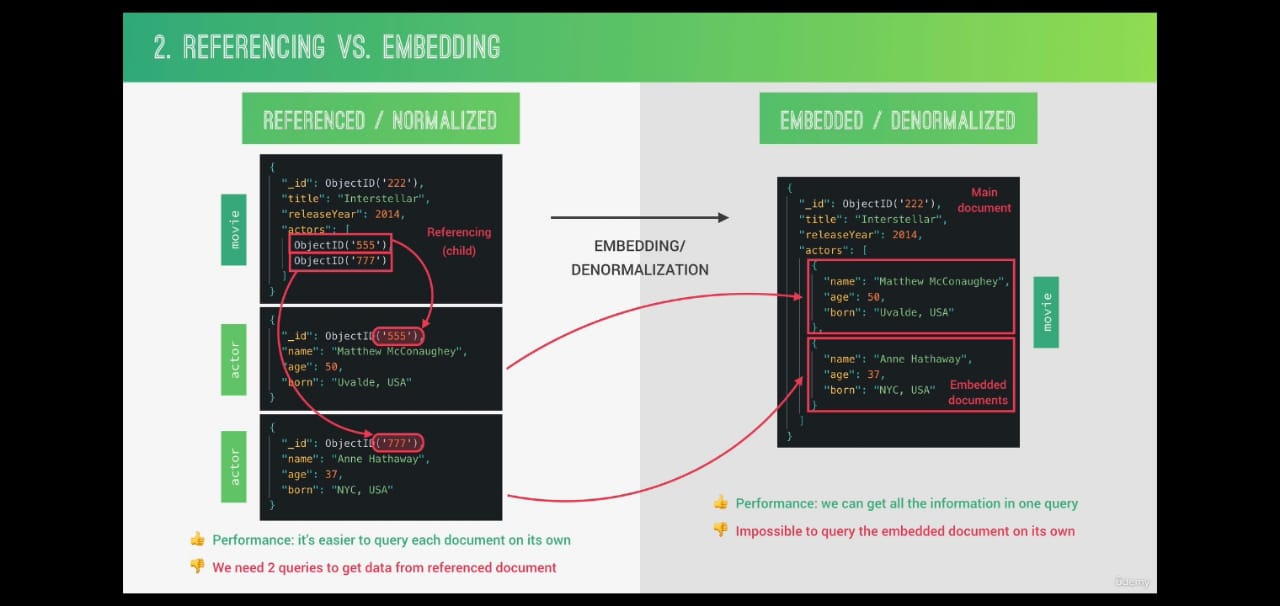 2. REFERENCING VS. EMBEDDING
REFERENCED / NORMALIZED
movie
{
"_id": ObjectID('222'),
"title": "Interstellar",
"releaseYear": 2014,
"actors": [
ObjectID('555')
ObjectID('777')
]
}
Referencing
(child)
actor
{
"_id": ObjectID('555'),
"name": "Matthew McConaughey",
"age": 50,
"born": "Uvalde, USA"
}
actor
{
"_id": ObjectID('777'),
"name": "Anne Hathaway",
"age": 37,
"born": "NYC, USA"
}
👍 Performance: it's easier to query each document on its own
👎 We need 2 queries to get data from referenced document
EMBEDDING/
DENORMALIZATION
EMBEDDED / DENORMALIZED
{
"_id": ObjectID('222'),
"title": "Interstellar",
"releaseYear": 2014,
"actors": [
{
"name": "Matthew McConaughey",
"age": 50,
"born": "Uvalde, USA"
},
{
"name": "Anne Hathaway",
"age": 37,
"born": "NYC, USA"
}
]
}
Main
document
Embedded
documents
movie
👍 Performance: we can get all the information in one query
👎 Impossible to query the embedded document on its own
Udemy